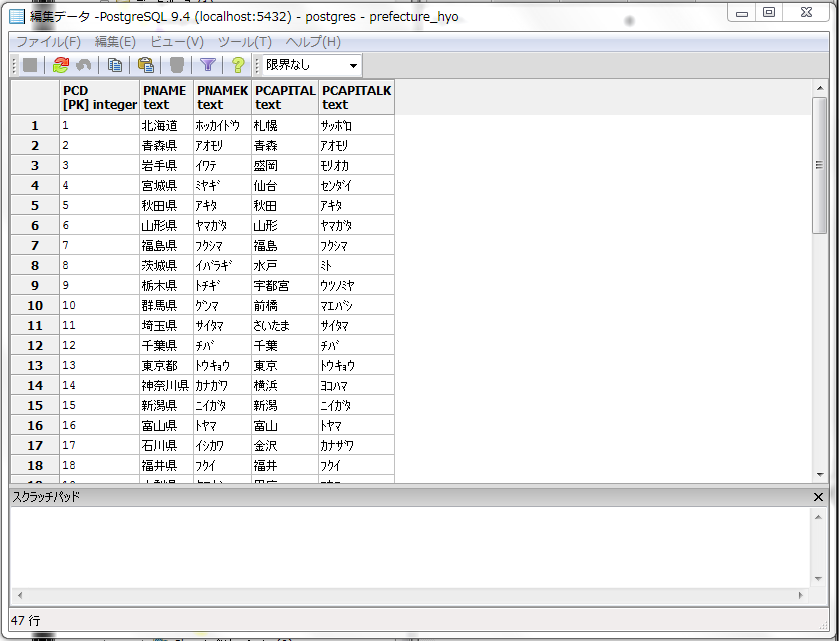 編集データ -PostgreSQL 9.4 (localhost:5432) - postgres - prefecture_hyo
ファイル(F) 編集(E) ビュー(V) ツール(T) ヘルプ(H)
限界なし
PCD PNAME PNAMEK PCAPITAL PCAPITALK
[PK] integer text text text text
1 1 北海道 ﾎｯｶｲﾄﾞｳ 札幌 ｻｯﾎﾟﾛ
2 2 青森県 ｱｵﾓﾘ 青森 ｱｵﾓﾘ
3 3 岩手県 ｲﾜﾃ 盛岡 ﾓﾘｵｶ
4 4 宮城県 ﾐﾔｷﾞ 仙台 ｾﾝﾀﾞｲ
5 5 秋田県 ｱｷﾀ 秋田 ｱｷﾀ
6 6 山形県 ﾔﾏｶﾞﾀ 山形 ﾔﾏｶﾞﾀ
7 7 福島県 ﾌｸｼﾏ 福島 ﾌｸｼﾏ
8 8 茨城県 ｲﾊﾞﾗｷﾞ 水戸 ﾐﾄ
9 9 栃木県 ﾄﾁｷﾞ 宇都宮 ｳﾂﾉﾐﾔ
10 10 群馬県 ｸﾞﾝﾏ 前橋 ﾏｴﾊﾞｼ
11 11 埼玉県 ｻｲﾀﾏ さいたま ｻｲﾀﾏ
12 12 千葉県 ﾁﾊﾞ 千葉 ﾁﾊﾞ
13 13 東京都 ﾄｳｷｮｳ 東京 ﾄｳｷｮｳ
14 14 神奈川県 ｶﾅｶﾞﾜ 横浜 ﾖｺﾊﾏ
15 15 新潟県 ﾆｲｶﾞﾀ 新潟 ﾆｲｶﾞﾀ
16 16 富山県 ﾄﾔﾏ 富山 ﾄﾔﾏ
17 17 石川県 ｲｼｶﾜ 金沢 ｶﾅｻﾞﾜ
18 18 福井県 ﾌｸｲ 福井 ﾌｸｲ
スクラッチパッド
47 行